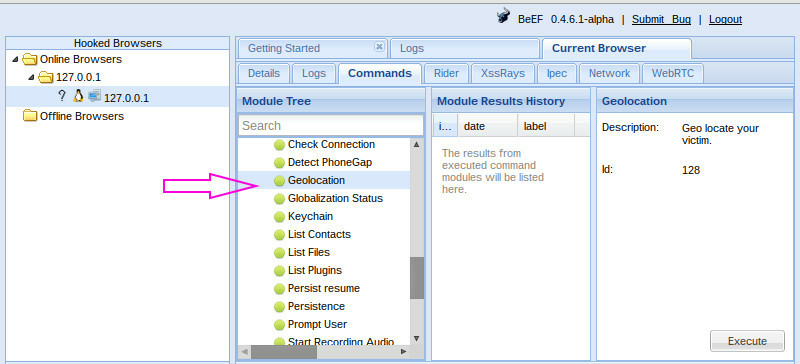 BeEF 0.4.6.1-alpha | Submit Bug | Logout
Hooked Browsers
Online Browsers
127.0.0.1
? 127.0.0.1
Offline Browsers
Getting Started
Logs
Current Browser
Details
Logs
Commands
Rider
XssRays
Ipec
Network
WebRTC
Module Tree
Search
Check Connection
Detect PhoneGap
Geolocation
Globalization Status
Keychain
List Contacts
List Files
List Plugins
Persist resume
Persistence
Prompt User
Start Recording Audio
Module Results History
i... date label
The results from
executed command
modules will be listed
here.
Geolocation
Description: Geo locate your
victim.
Id: 128
Execute